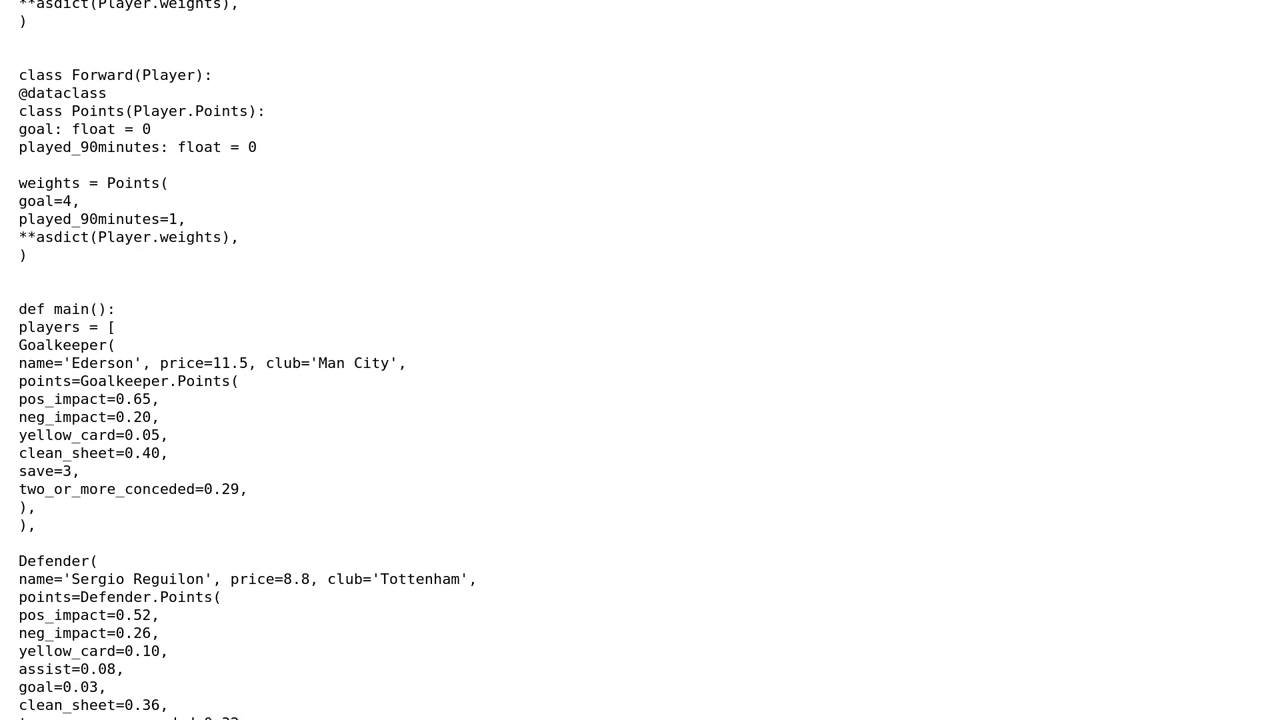 **asdict(Player.weights),
)
class Forward(Player):
@dataclass
class Points(Player.Points):
goal: float = 0
played_90minutes: float = 0
weights = Points(
goal=4,
played_90minutes=1,
**asdict(Player.weights),
)
def main():
players = [
Goalkeeper(
name='Ederson', price=11.5, club='Man City',
points=Goalkeeper.Points(
pos_impact=0.65,
neg_impact=0.20,
yellow_card=0.05,
clean_sheet=0.40,
save=3,
two_or_more_conceded=0.29,
),
),
Defender(
name='Sergio Reguilon', price=8.8, club='Tottenham',
points=Defender.Points(
pos_impact=0.52,
neg_impact=0.26,
yellow_card=0.10,
assist=0.08,
goal=0.03,
clean_sheet=0.36,